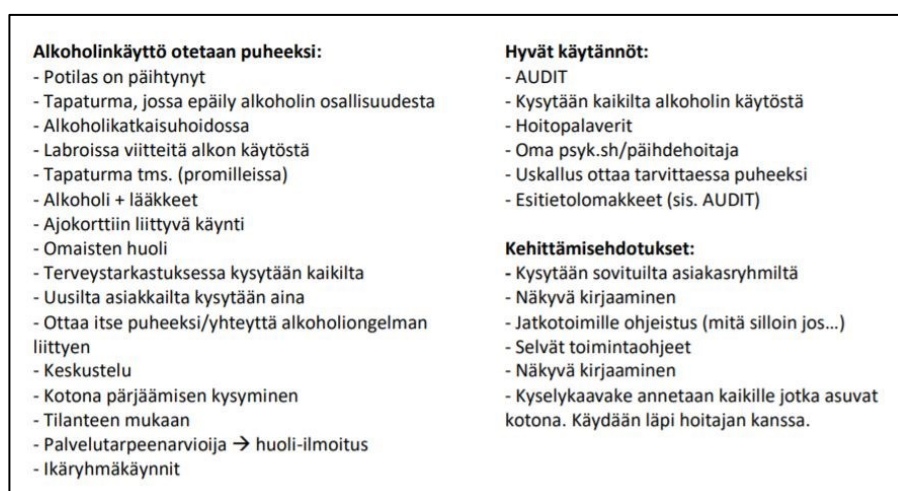 Alkoholinkäyttö otetaan puheeksi:
- Potilas on päihtynyt
- Tapaturma, jossa epäily alkoholin osallisuudesta
- Alkoholikatkaisuhoidossa
- Labroissa viitteitä alkon käytöstä
- Tapaturma tms. (promilleissa)
- Alkoholi + lääkkeet
- Ajokorttiin liittyvä käynti
- Omaisten huoli
- Terveystarkastuksessa kysytään kaikilta
- Uusilta asiakkailta kysytään aina
- Ottaa itse puheeksi/yhteyttä alkoholiongelman
liittyen
- Keskustelu
- Kotona pärjäämisen kysyminen
- Tilanteen mukaan
- Palvelutarpeenarvioija → huoli-ilmoitus
- Ikäryhmäkäynnit
Hyvät käytännöt:
- AUDIT
- Kysytään kaikilta alkoholin käytöstä
- Hoitopalaverit
- Oma psyk.sh/päihdehoitaja
- Uskallus ottaa tarvittaessa puheeksi
- Esitietolomakkeet (sis. AUDIT)
Kehittämisehdotukset:
- Kysytään sovituilta asiakasryhmiltä
- Näkyvä kirjaaminen
- Jatkotoimille ohjeistus (mitä silloin jos…)
- Selvät toimintaohjeet
- Näkyvä kirjaaminen
- Kyselykaavake annetaan kaikille jotka asuvat
kotona. Käydään läpi hoitajan kanssa.